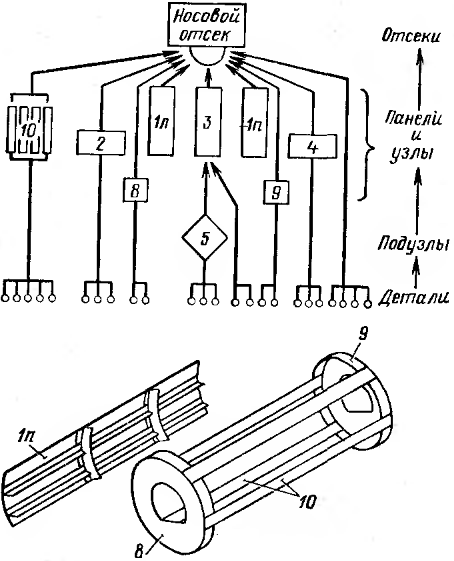 Носовой
отсек
Отсеки
10
1л
3
1п
Панели
и
узлы
2
4
8
9
5
Подузлы
Детали
9
1п
10
8